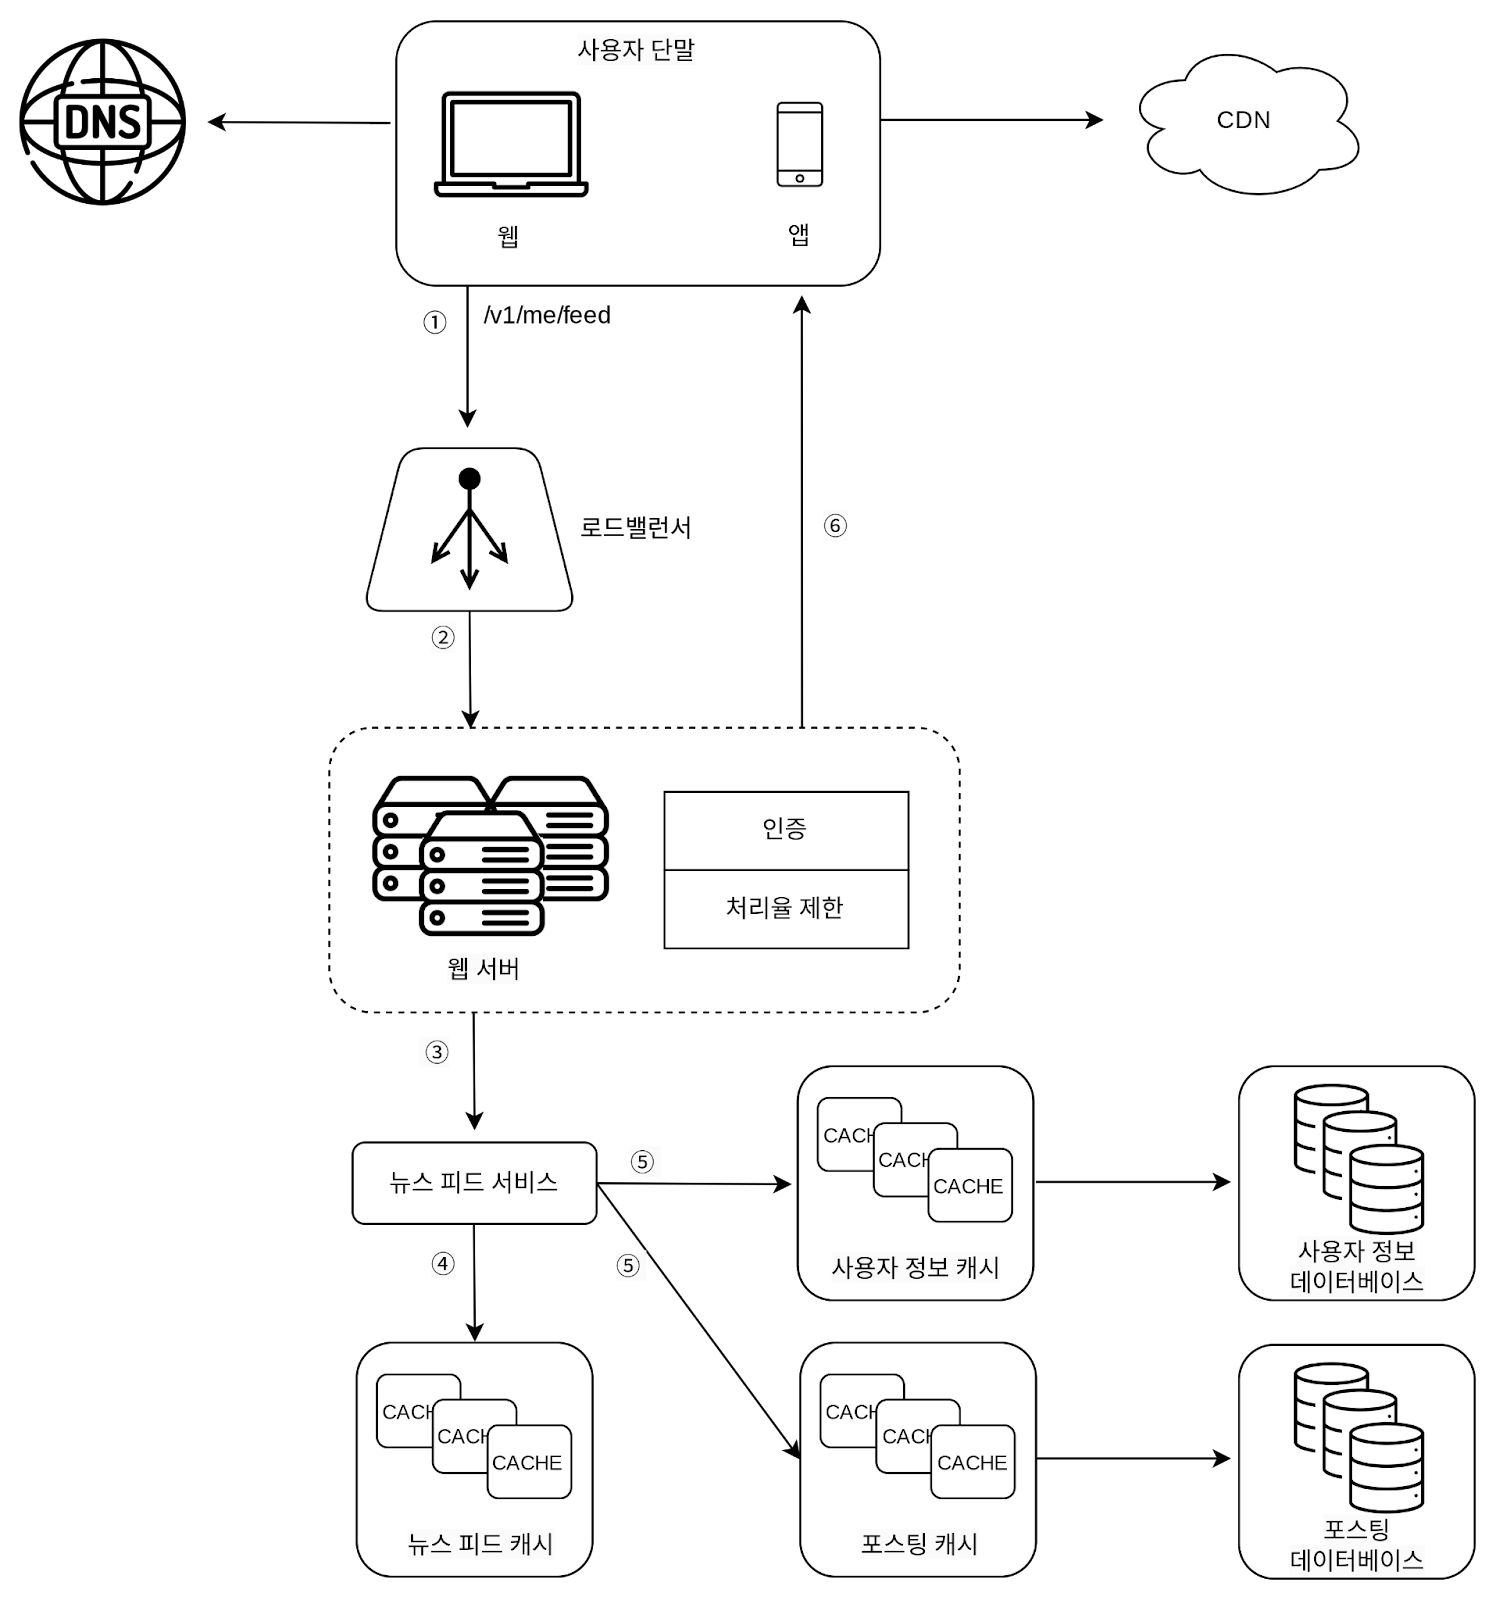 사용자 단말
DNS
CDN
웹
앱
①
/v1/me/feed
로드밸런서
⑥
②
인증
처리율 제한
웹 서버
③
뉴스 피드 서비스
⑤
CACH
CACH
CACHE
사용자 정보 캐시
사용자 정보
데이터베이스
④
⑤
CACH
CACH
CACHE
뉴스 피드 캐시
CACH
CACH
CACHE
포스팅 캐시
포스팅
데이터베이스